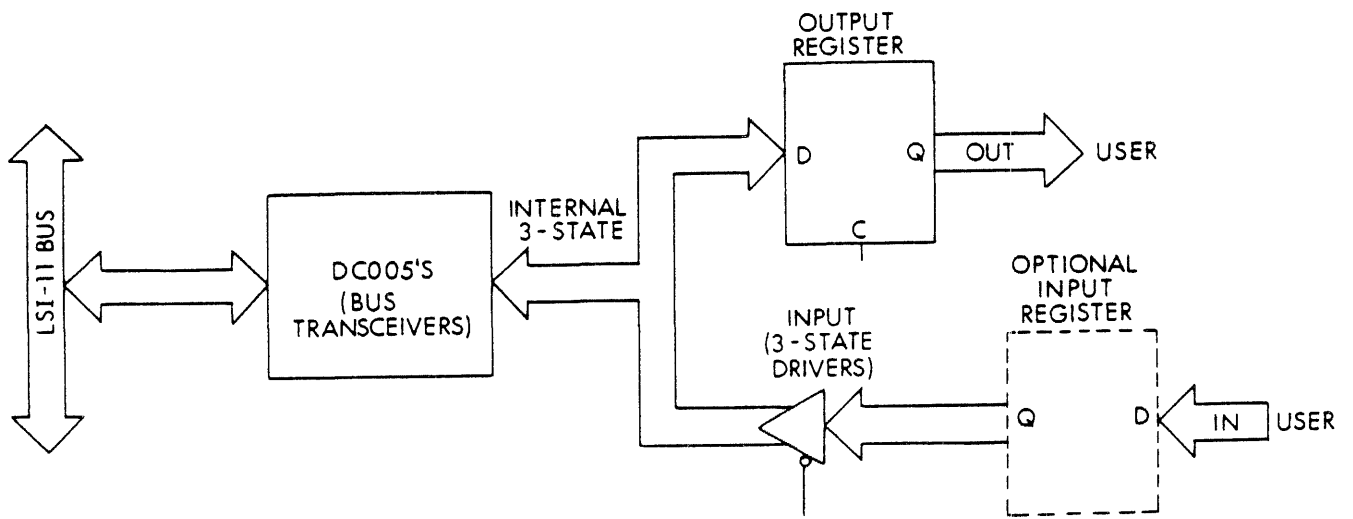 OUTPUT
REGISTER
D
Q
OUT
USER
C
LSI-11 BUS
DC005'S
(BUS
TRANSCEIVERS)
INTERNAL
3-STATE
INPUT
(3-STATE
DRIVERS)
OPTIONAL
INPUT
REGISTER
Q
D
IN
USER